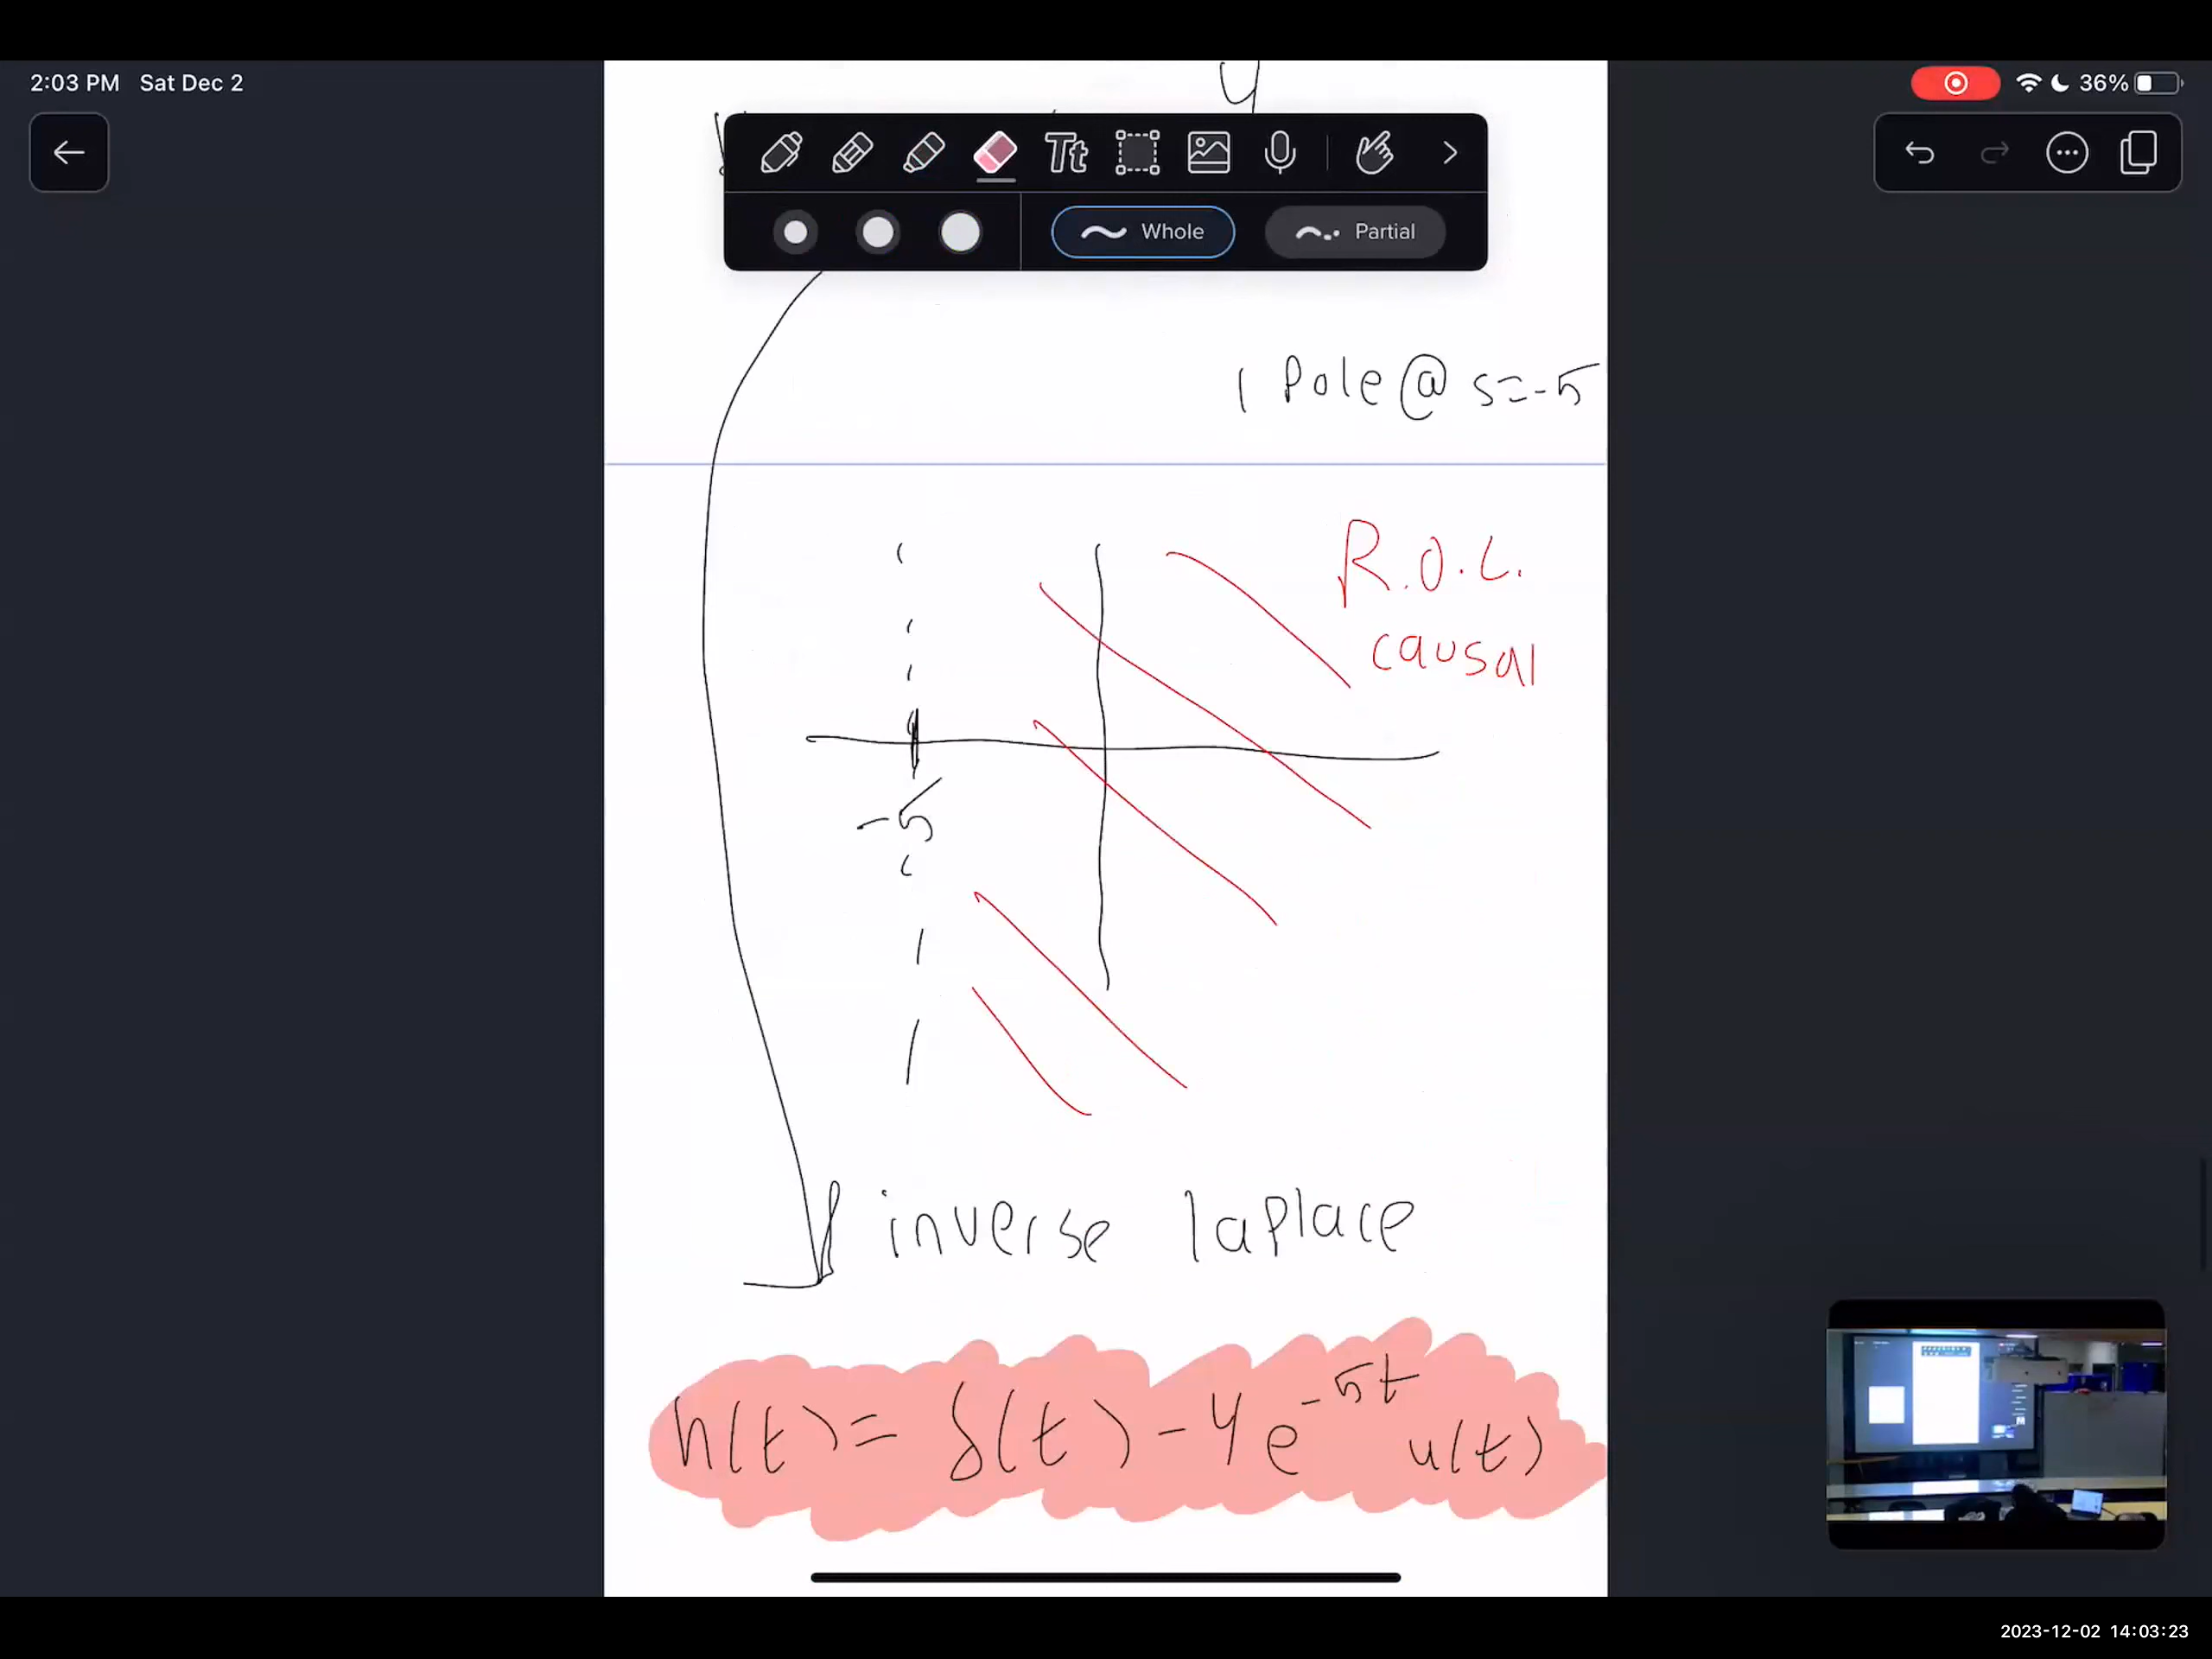 2:03 PM Sat Dec 2
36%
Tt
Whole
Partial
1 Pole @ s=-5
R.O.C.
causal
-5
inverse laplace
h(t)= δ(t) - 4e^-5t u(t)
2023-12-02 14:03:23